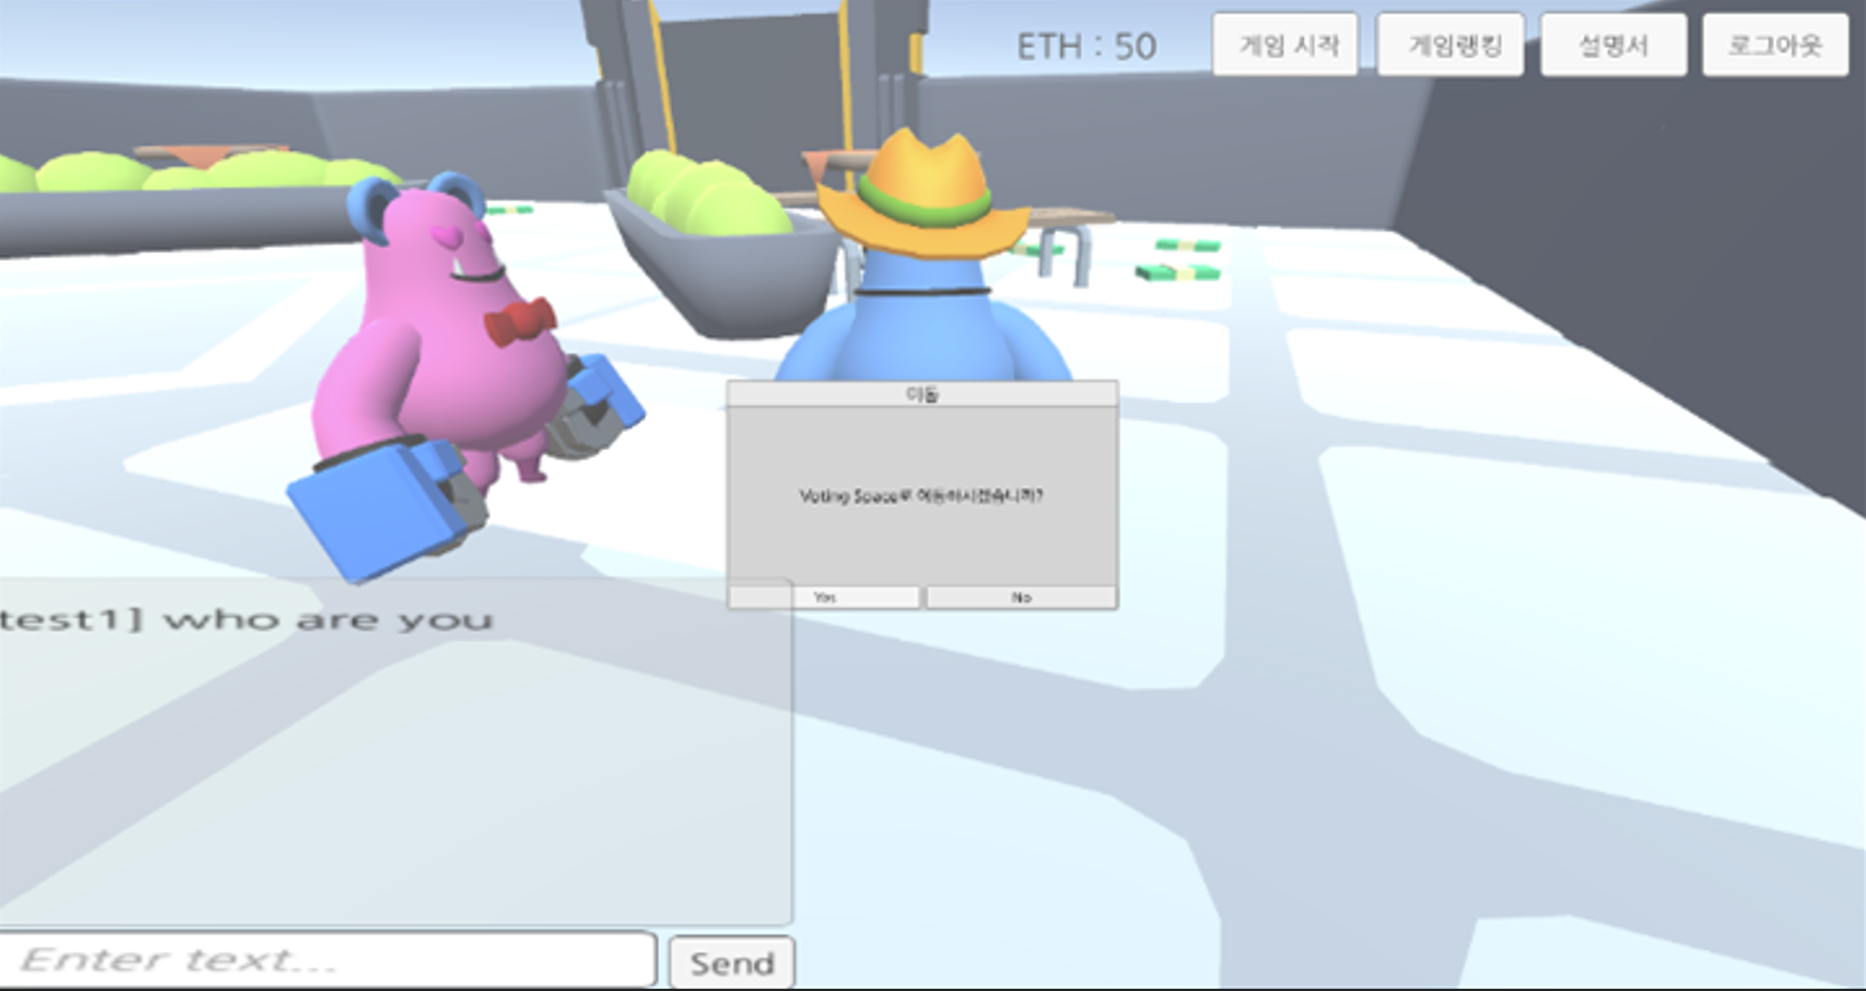 ETH : 50
게임 시작
게임랭킹
설명서
로그아웃
이동
Voting Space로 이동하시겠습니까?
Yes
No
test1] who are you
Enter text...
Send